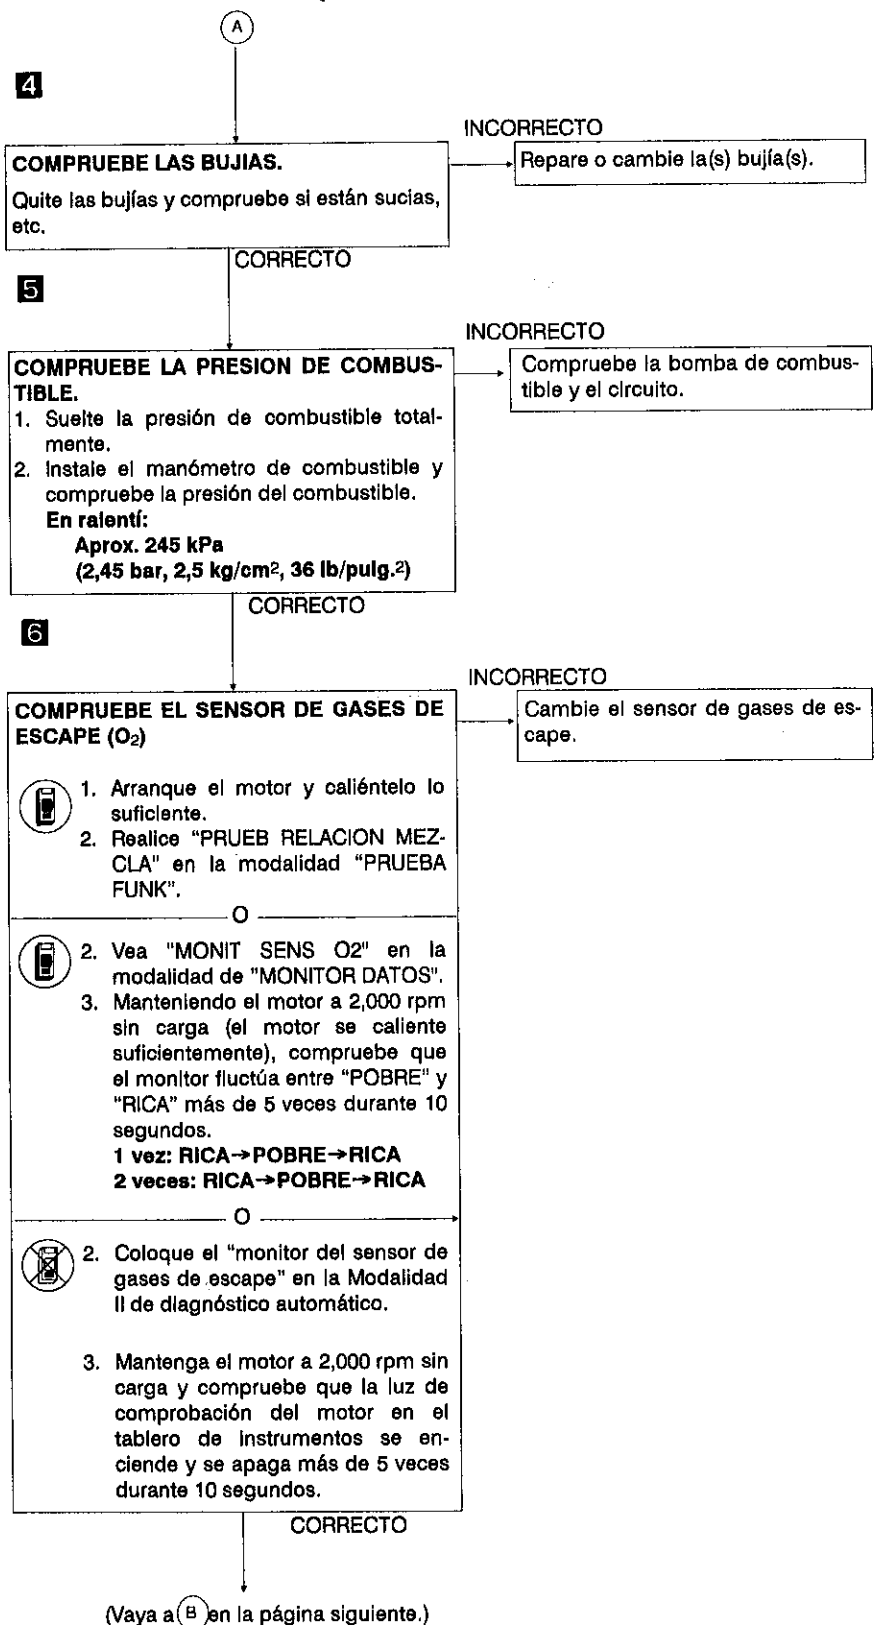 A
4
INCORRECTO
COMPRUEBE LAS BUJIAS.
Quite las bujías y compruebe si están sucias,
etc.
Repare o cambie la(s) bujía(s).
CORRECTO
5
INCORRECTO
COMPRUEBE LA PRESION DE COMBUS-
TIBLE.
1. Suelte la presión de combustible total-
mente.
2. Instale el manómetro de combustible y
compruebe la presión del combustible.
En ralentí:
Aprox. 245 kPa
(2,45 bar, 2,5 kg/cm², 36 lb/pulg.²)
Compruebe la bomba de combus-
tible y el circuito.
CORRECTO
6
INCORRECTO
COMPRUEBE EL SENSOR DE GASES DE
ESCAPE (O₂)
Cambie el sensor de gases de es-
cape.
1. Arranque el motor y caliéntelo lo
suficiente.
2. Realice “PRUEB RELACION MEZ-
CLA" en la modalidad “PRUEBA
FUNK”.
O
2. Vea "MONIT SENS O2" en la
modalidad de "MONITOR DATOS".
3. Manteniendo el motor a 2,000 rpm
sin carga (el motor se caliente
suficientemente), compruebe que
el monitor fluctúa entre “POBRE” y
“RICA” más de 5 veces durante 10
segundos.
1 vez: RICA→POBRE→RICA
2 veces: RICA→POBRE→RICA
O
2. Coloque el “monitor del sensor de
gases de escape” en la Modalidad
II de diagnóstico automático.
3. Mantenga el motor a 2,000 rpm sin
carga y compruebe que la luz de
comprobación del motor en el
tablero de instrumentos se en-
ciende y se apaga más de 5 veces
durante 10 segundos.
CORRECTO
(Vaya a B en la página siguiente.)